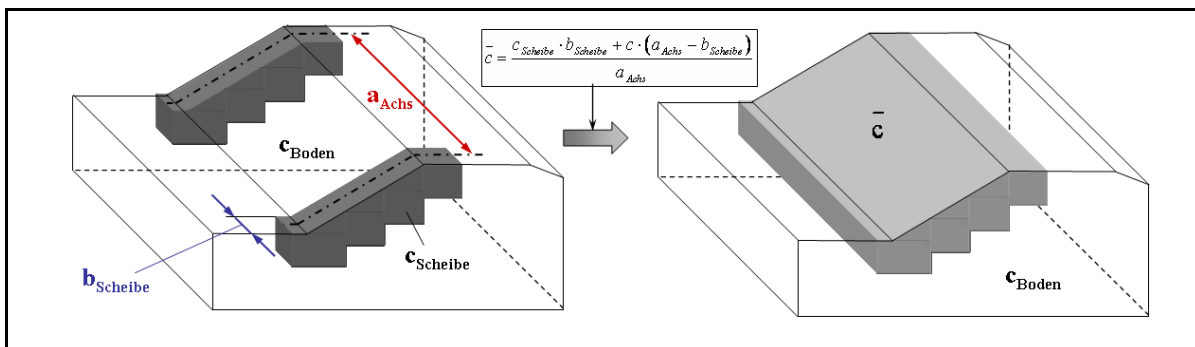 a_Achs
c_Boden
b_Scheibe
c_Scheibe
c̄ = (c_Scheibe · b_Scheibe + c · (a_Achs − b_Scheibe)) / a_Achs
c̄
c_Boden